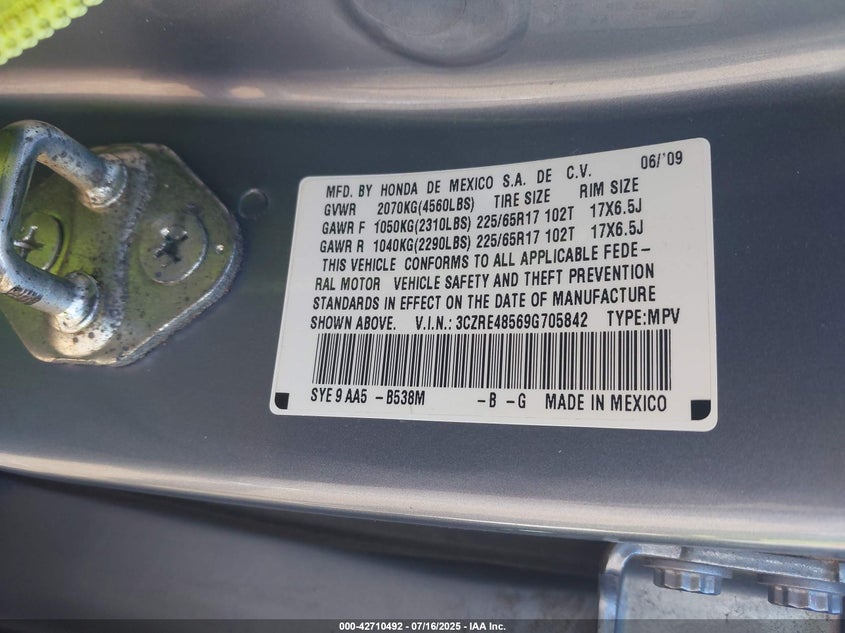 MFD. BY HONDA DE MEXICO S.A. DE C.V. 06/'09
GVWR 2070KG(4560LBS) TIRE SIZE RIM SIZE
GAWR F 1050KG(2310LBS) 225/65R17 102T 17X6.5J
GAWR R 1040KG(2290LBS) 225/65R17 102T 17X6.5J
THIS VEHICLE CONFORMS TO ALL APPLICABLE FEDE-
RAL MOTOR VEHICLE SAFETY AND THEFT PREVENTION
STANDARDS IN EFFECT ON THE DATE OF MANUFACTURE
SHOWN ABOVE. V.I.N.: 3CZRE48569G705842 TYPE:MPV
SYE 9 AA5 -B538M -B -G MADE IN MEXICO
000-42710492 - 07/16/2025 - IAA Inc.